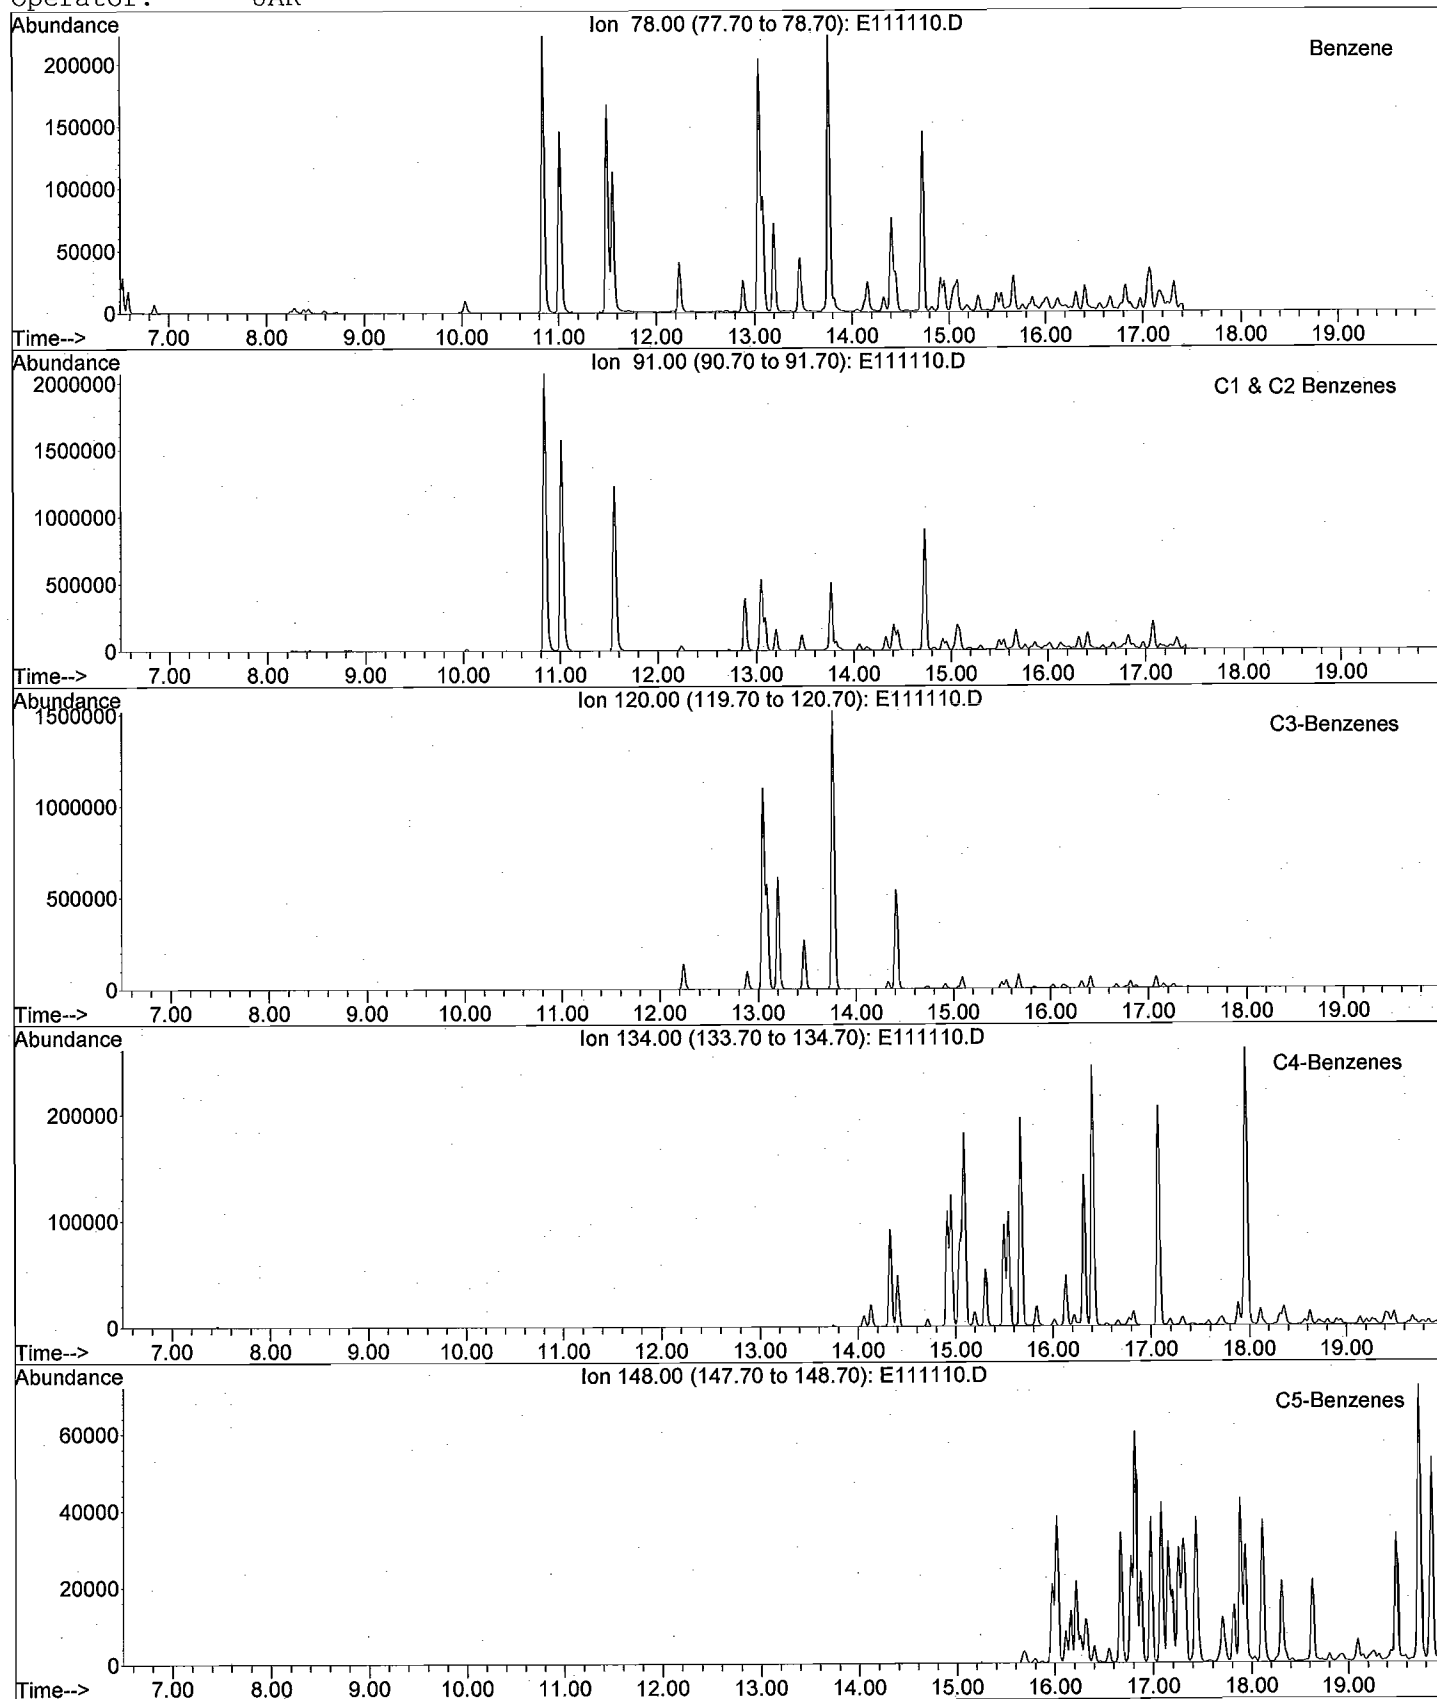 Operator: JAR
Abundance
Ion 78.00 (77.70 to 78.70): E111110.D
Benzene
200000
150000
100000
50000
0
Time--> 7.00 8.00 9.00 10.00 11.00 12.00 13.00 14.00 15.00 16.00 17.00 18.00 19.00
Abundance
Ion 91.00 (90.70 to 91.70): E111110.D
C1 & C2 Benzenes
2000000
1500000
1000000
500000
0
Time--> 7.00 8.00 9.00 10.00 11.00 12.00 13.00 14.00 15.00 16.00 17.00 18.00 19.00
Abundance
Ion 120.00 (119.70 to 120.70): E111110.D
C3-Benzenes
1500000
1000000
500000
0
Time--> 7.00 8.00 9.00 10.00 11.00 12.00 13.00 14.00 15.00 16.00 17.00 18.00 19.00
Abundance
Ion 134.00 (133.70 to 134.70): E111110.D
C4-Benzenes
200000
100000
0
Time--> 7.00 8.00 9.00 10.00 11.00 12.00 13.00 14.00 15.00 16.00 17.00 18.00 19.00
Abundance
Ion 148.00 (147.70 to 148.70): E111110.D
C5-Benzenes
60000
40000
20000
0
Time--> 7.00 8.00 9.00 10.00 11.00 12.00 13.00 14.00 15.00 16.00 17.00 18.00 19.00